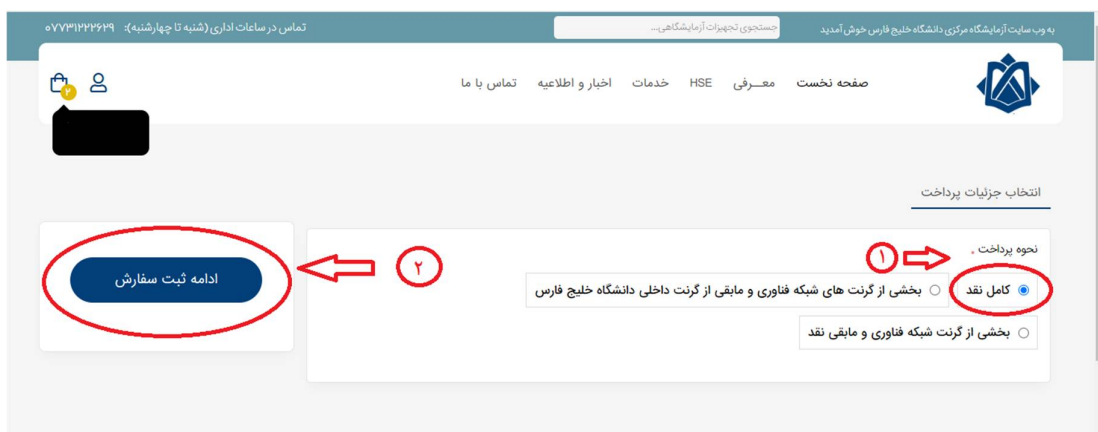 به وب سایت آزمایشگاه مرکزی دانشگاه خلیج فارس خوش آمدید
جستجوی تجهیزات آزمایشگاهی...
تماس در ساعات اداری (شنبه تا چهارشنبه): ۰۷۷۳۱۲۲۲۶۲۹
صفحه نخست معــرفی HSE خدمات اخبار و اطلاعیه تماس با ما
۲
انتخاب جزئیات پرداخت
نحوه پرداخت *
۱
کامل نقد
بخشی از گرنت های شبکه فناوری و مابقی از گرنت داخلی دانشگاه خلیج فارس
بخشی از گرنت شبکه فناوری و مابقی نقد
۲
ادامه ثبت سفارش